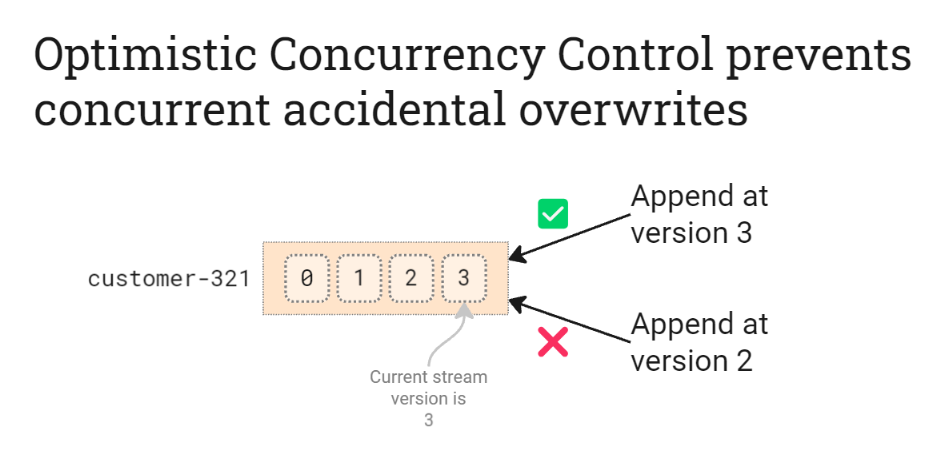 Optimistic Concurrency Control prevents
concurrent accidental overwrites
Append at
version 3
customer-321
0 1 2 3
Append at
version 2
Current stream
version is
3